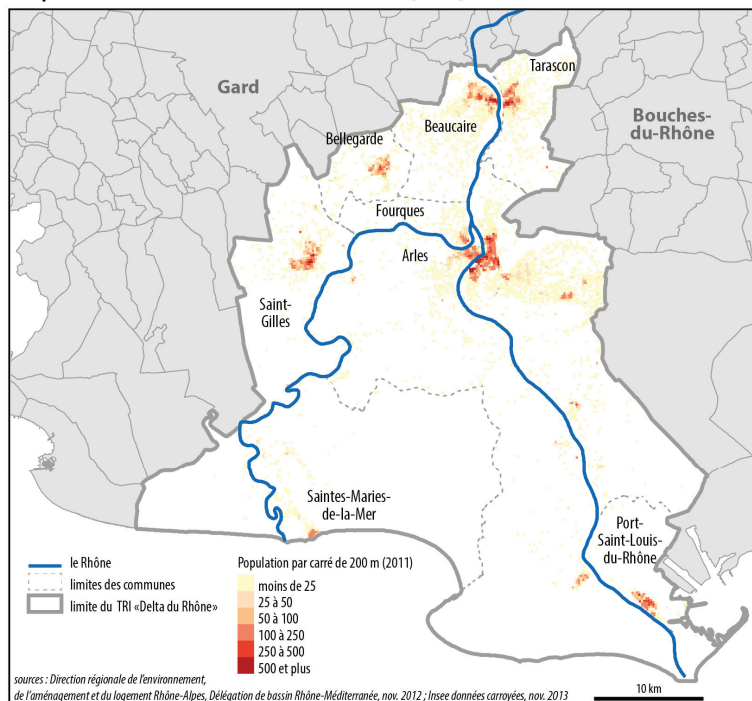 Gard
Tarascon
Bouches-
du-Rhône
Beaucaire
Bellegarde
Fourques
Arles
Saint-
Gilles
Saintes-Maries-
de-la-Mer
Port-
Saint-Louis-
du-Rhône
le Rhône
limites des communes
limite du TRI «Delta du Rhône»
Population par carré de 200 m (2011)
moins de 25
25 à 50
50 à 100
100 à 250
250 à 500
500 et plus
sources : Direction régionale de l'environnement,
de l'aménagement et du logement Rhône-Alpes, Délégation de bassin Rhône-Méditerranée, nov. 2012 ; Insee données carroyées, nov. 2013
10 km